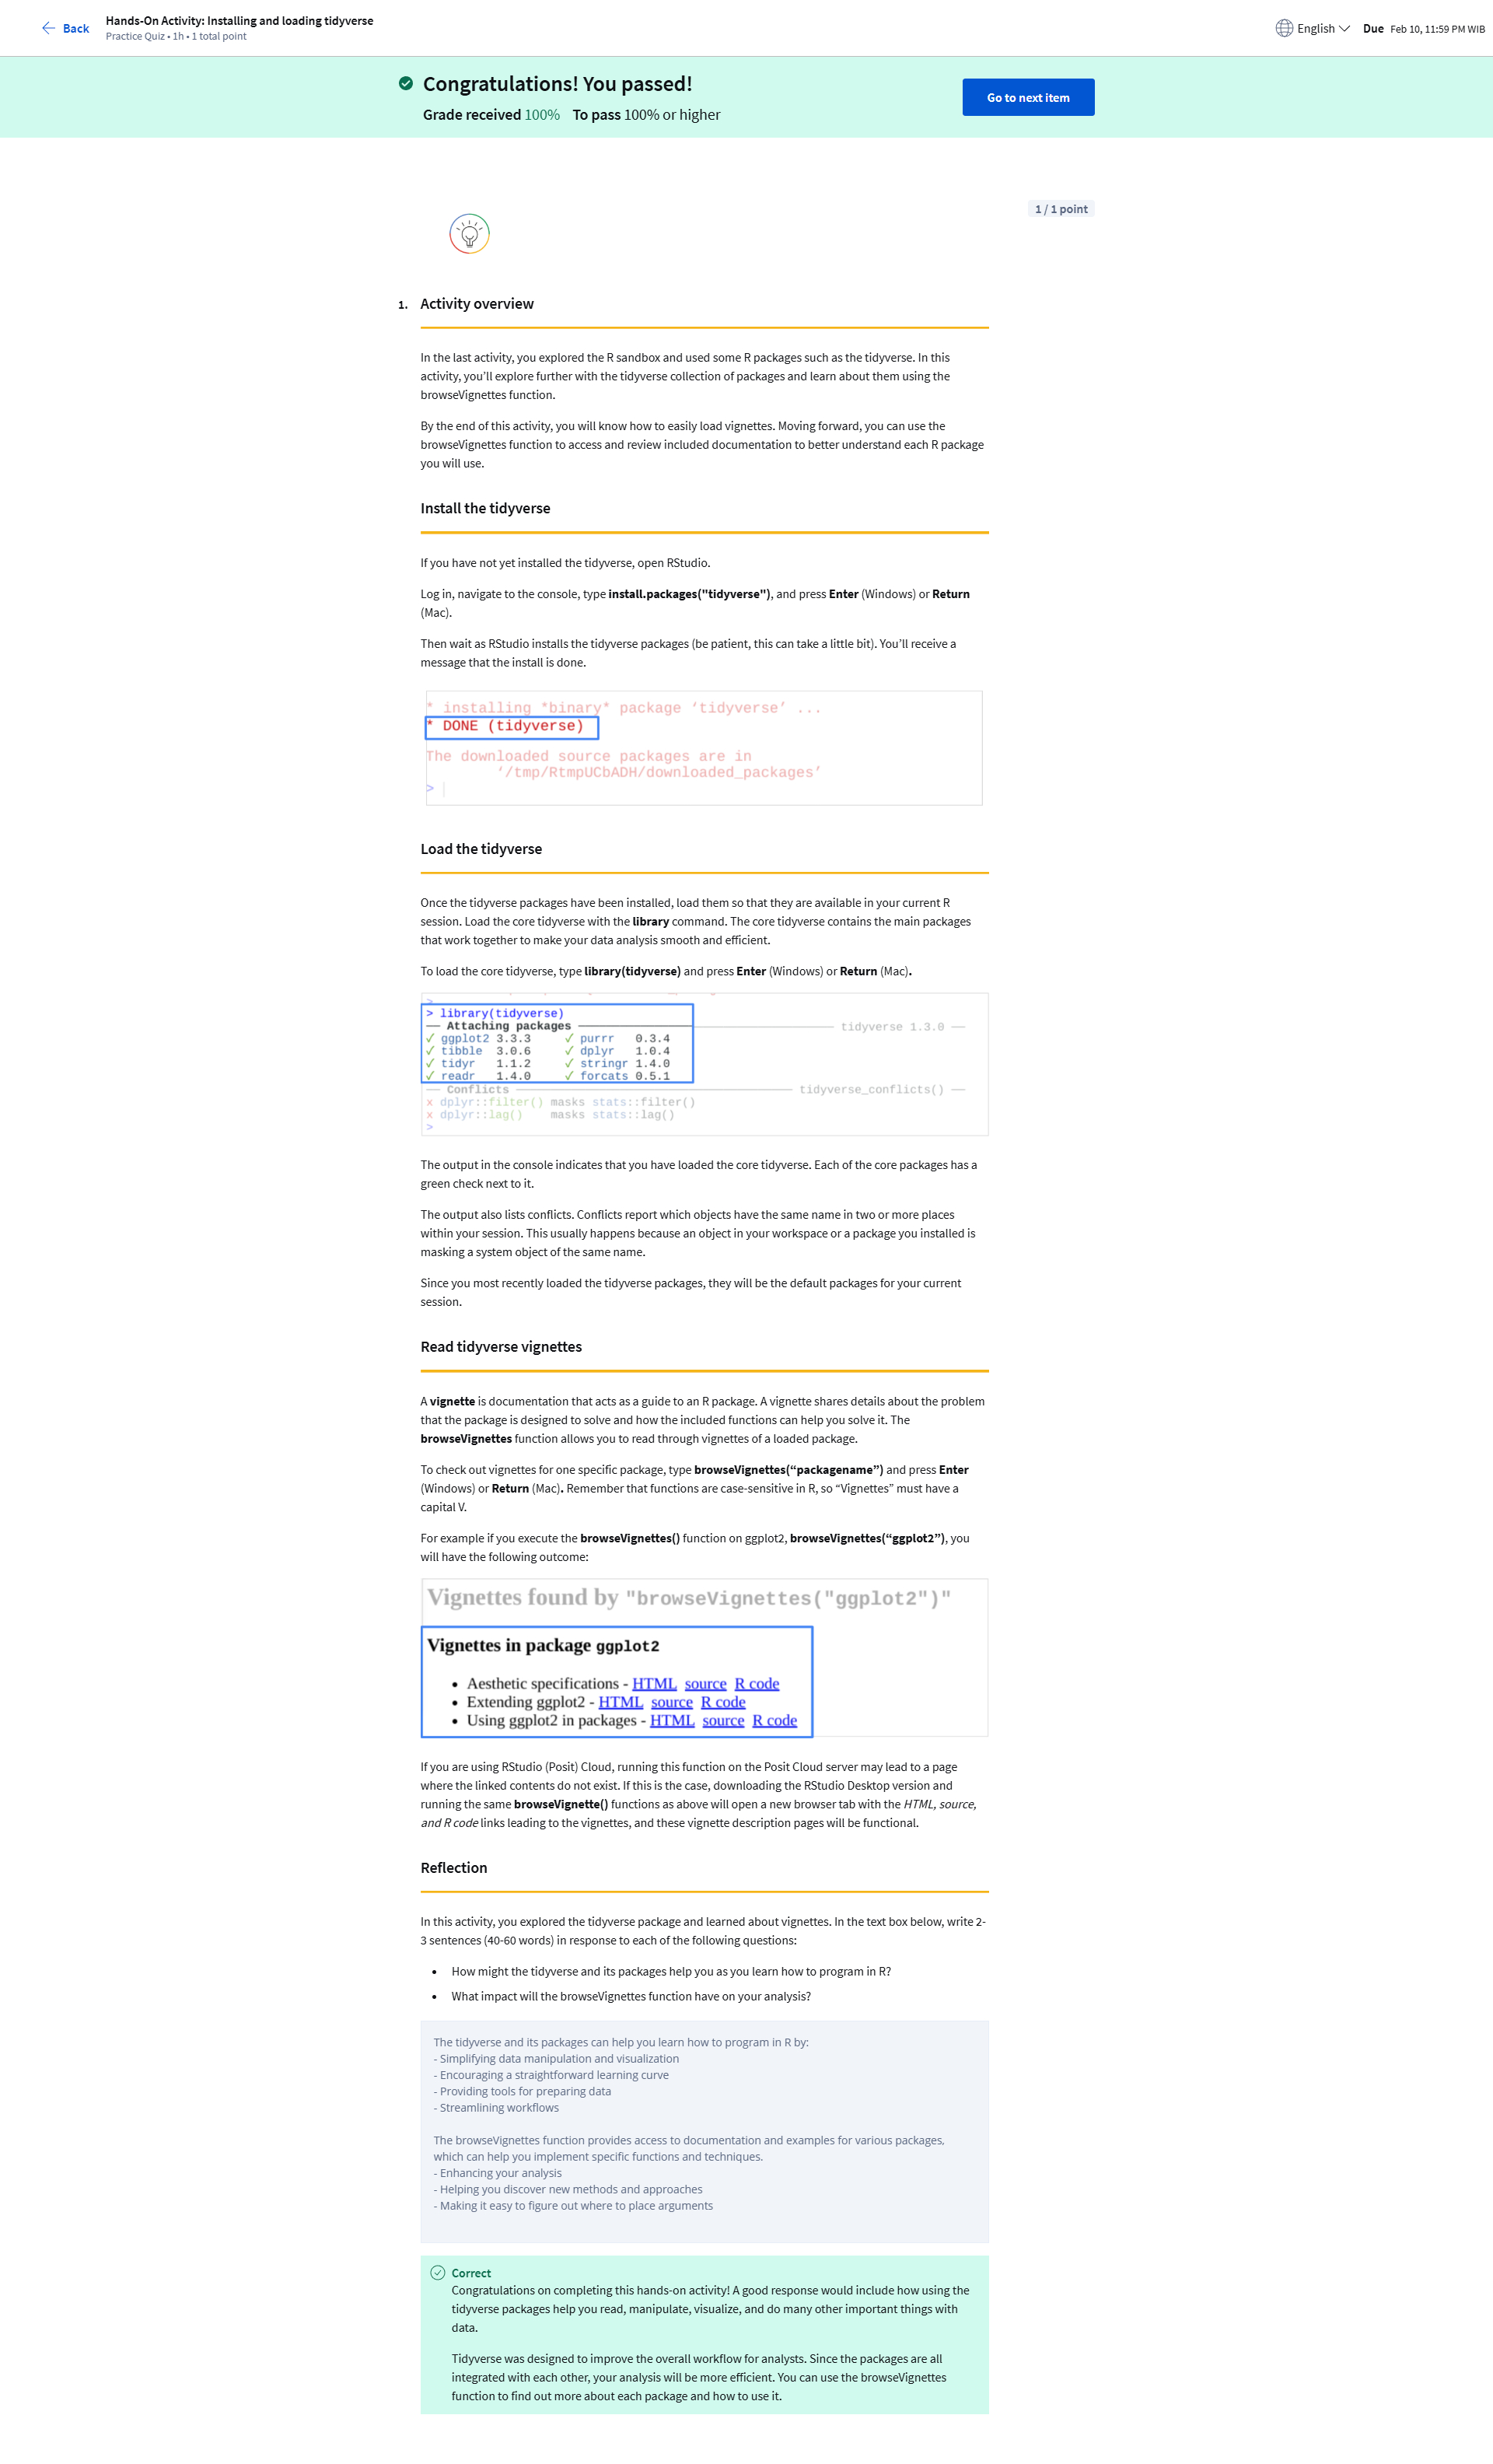 Back
Hands-On Activity: Installing and loading tidyverse
Practice Quiz • 1h • 1 total point
English
Due Feb 10, 11:59 PM WIB
Congratulations! You passed!
Grade received 100% To pass 100% or higher
Go to next item
1 / 1 point
1. Activity overview
In the last activity, you explored the R sandbox and used some R packages such as the tidyverse. In this
activity, you’ll explore further with the tidyverse collection of packages and learn about them using the
browseVignettes function.
By the end of this activity, you will know how to easily load vignettes. Moving forward, you can use the
browseVignettes function to access and review included documentation to better understand each R package
you will use.
Install the tidyverse
If you have not yet installed the tidyverse, open RStudio.
Log in, navigate to the console, type install.packages("tidyverse"), and press Enter (Windows) or Return
(Mac).
Then wait as RStudio installs the tidyverse packages (be patient, this can take a little bit). You’ll receive a
message that the install is done.
* installing *binary* package ‘tidyverse’ ...
* DONE (tidyverse)
The downloaded source packages are in
‘/tmp/RtmpUCbADH/downloaded_packages’
>
Load the tidyverse
Once the tidyverse packages have been installed, load them so that they are available in your current R
session. Load the core tidyverse with the library command. The core tidyverse contains the main packages
that work together to make your data analysis smooth and efficient.
To load the core tidyverse, type library(tidyverse) and press Enter (Windows) or Return (Mac).
>
> library(tidyverse)
── Attaching packages ── tidyverse 1.3.0 ──
✓ ggplot2 3.3.3 ✓ purrr 0.3.4
✓ tibble 3.0.6 ✓ dplyr 1.0.4
✓ tidyr 1.1.2 ✓ stringr 1.4.0
✓ readr 1.4.0 ✓ forcats 0.5.1
── Conflicts ── tidyverse_conflicts() ──
x dplyr::filter() masks stats::filter()
x dplyr::lag() masks stats::lag()
>
The output in the console indicates that you have loaded the core tidyverse. Each of the core packages has a
green check next to it.
The output also lists conflicts. Conflicts report which objects have the same name in two or more places
within your session. This usually happens because an object in your workspace or a package you installed is
masking a system object of the same name.
Since you most recently loaded the tidyverse packages, they will be the default packages for your current
session.
Read tidyverse vignettes
A vignette is documentation that acts as a guide to an R package. A vignette shares details about the problem
that the package is designed to solve and how the included functions can help you solve it. The
browseVignettes function allows you to read through vignettes of a loaded package.
To check out vignettes for one specific package, type browseVignettes(“packagename”) and press Enter
(Windows) or Return (Mac). Remember that functions are case-sensitive in R, so “Vignettes” must have a
capital V.
For example if you execute the browseVignettes() function on ggplot2, browseVignettes(“ggplot2”), you
will have the following outcome:
Vignettes found by "browseVignettes("ggplot2")"
Vignettes in package ggplot2
• Aesthetic specifications - HTML source R code
• Extending ggplot2 - HTML source R code
• Using ggplot2 in packages - HTML source R code
If you are using RStudio (Posit) Cloud, running this function on the Posit Cloud server may lead to a page
where the linked contents do not exist. If this is the case, downloading the RStudio Desktop version and
running the same browseVignette() functions as above will open a new browser tab with the HTML, source,
and R code links leading to the vignettes, and these vignette description pages will be functional.
Reflection
In this activity, you explored the tidyverse package and learned about vignettes. In the text box below, write 2-
3 sentences (40-60 words) in response to each of the following questions:
• How might the tidyverse and its packages help you as you learn how to program in R?
• What impact will the browseVignettes function have on your analysis?
The tidyverse and its packages can help you learn how to program in R by:
- Simplifying data manipulation and visualization
- Encouraging a straightforward learning curve
- Providing tools for preparing data
- Streamlining workflows
The browseVignettes function provides access to documentation and examples for various packages,
which can help you implement specific functions and techniques.
- Enhancing your analysis
- Helping you discover new methods and approaches
- Making it easy to figure out where to place arguments
Correct
Congratulations on completing this hands-on activity! A good response would include how using the
tidyverse packages help you read, manipulate, visualize, and do many other important things with
data.
Tidyverse was designed to improve the overall workflow for analysts. Since the packages are all
integrated with each other, your analysis will be more efficient. You can use the browseVignettes
function to find out more about each package and how to use it.